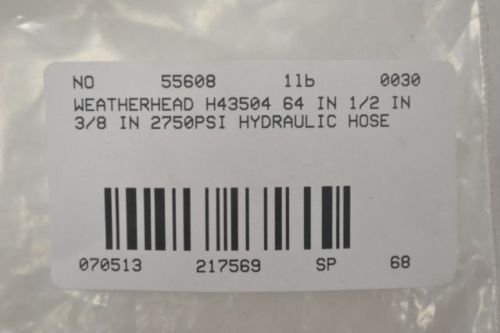 NO 55608 1lb 0030
WEATHERHEAD H43504 64 IN 1/2 IN
3/8 IN 2750PSI HYDRAULIC HOSE
070513 217569 SP 68